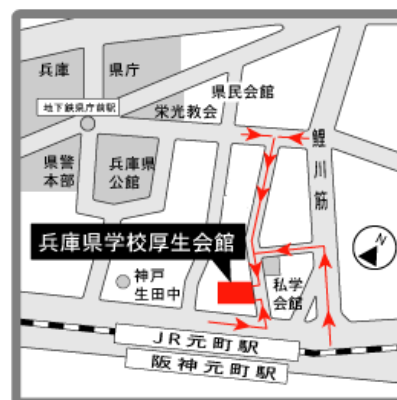 兵庫 県庁
県民会館
地下鉄県庁前駅
栄光教会
鯉川筋
県警
本部
兵庫県
公館
兵庫県学校厚生会館
N
神戸
生田中
私学
会館
JR元町駅
阪神元町駅